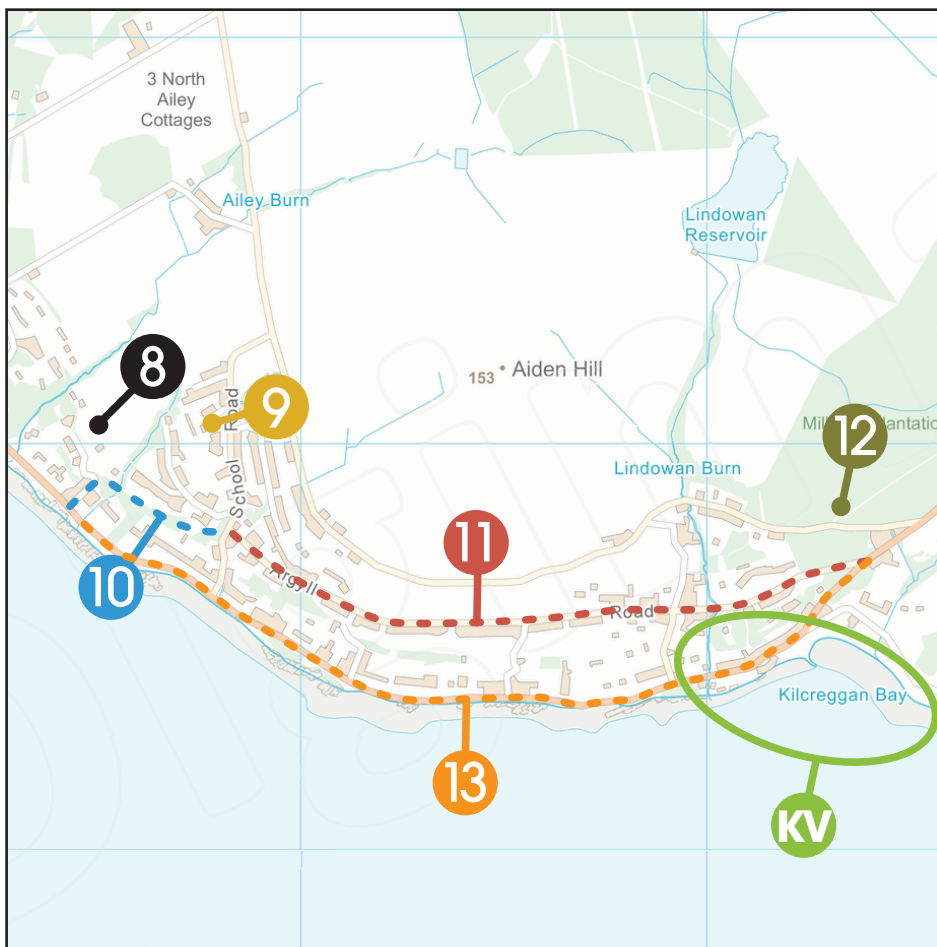 3 North
Ailey
Cottages
Ailey Burn
Lindowan
Reservoir
8
153
Aiden Hill
School Road
9
12
Lindowan Burn
11
10
Argyll
Road
Kilcreggan Bay
13
KV